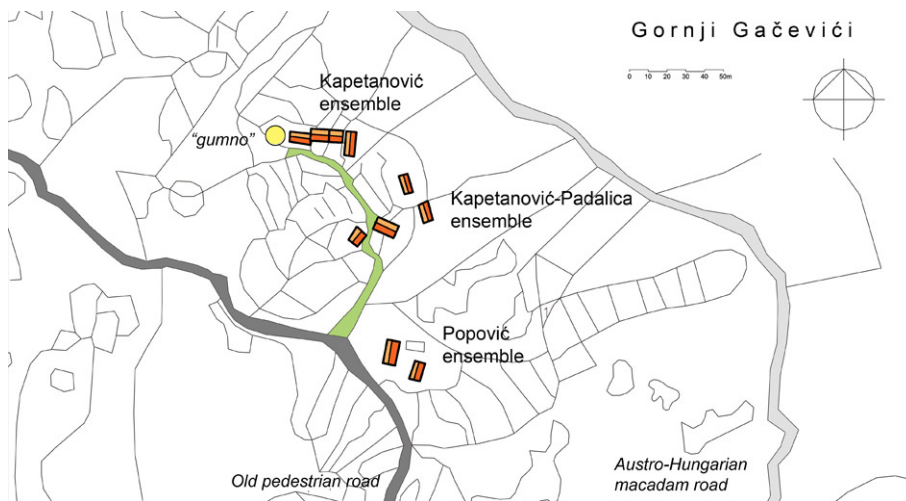 Gornji Gačevići
0 10 20 30 40 50m
Kapetanović
ensemble
"gumno"
Kapetanović-Padalica
ensemble
Popović
ensemble
Old pedestrian road
Austro-Hungarian
macadam road